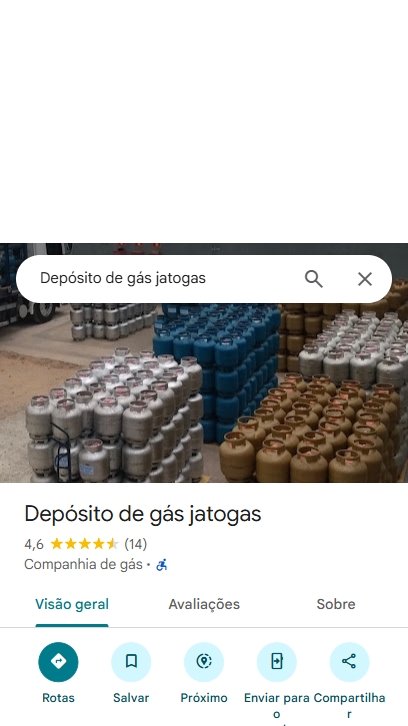 Depósito de gás jatogas
Depósito de gás jatogas
4,6 (14)
Companhia de gás ·
Visão geral Avaliações Sobre
Rotas Salvar Próximo Enviar para o Compartilhar